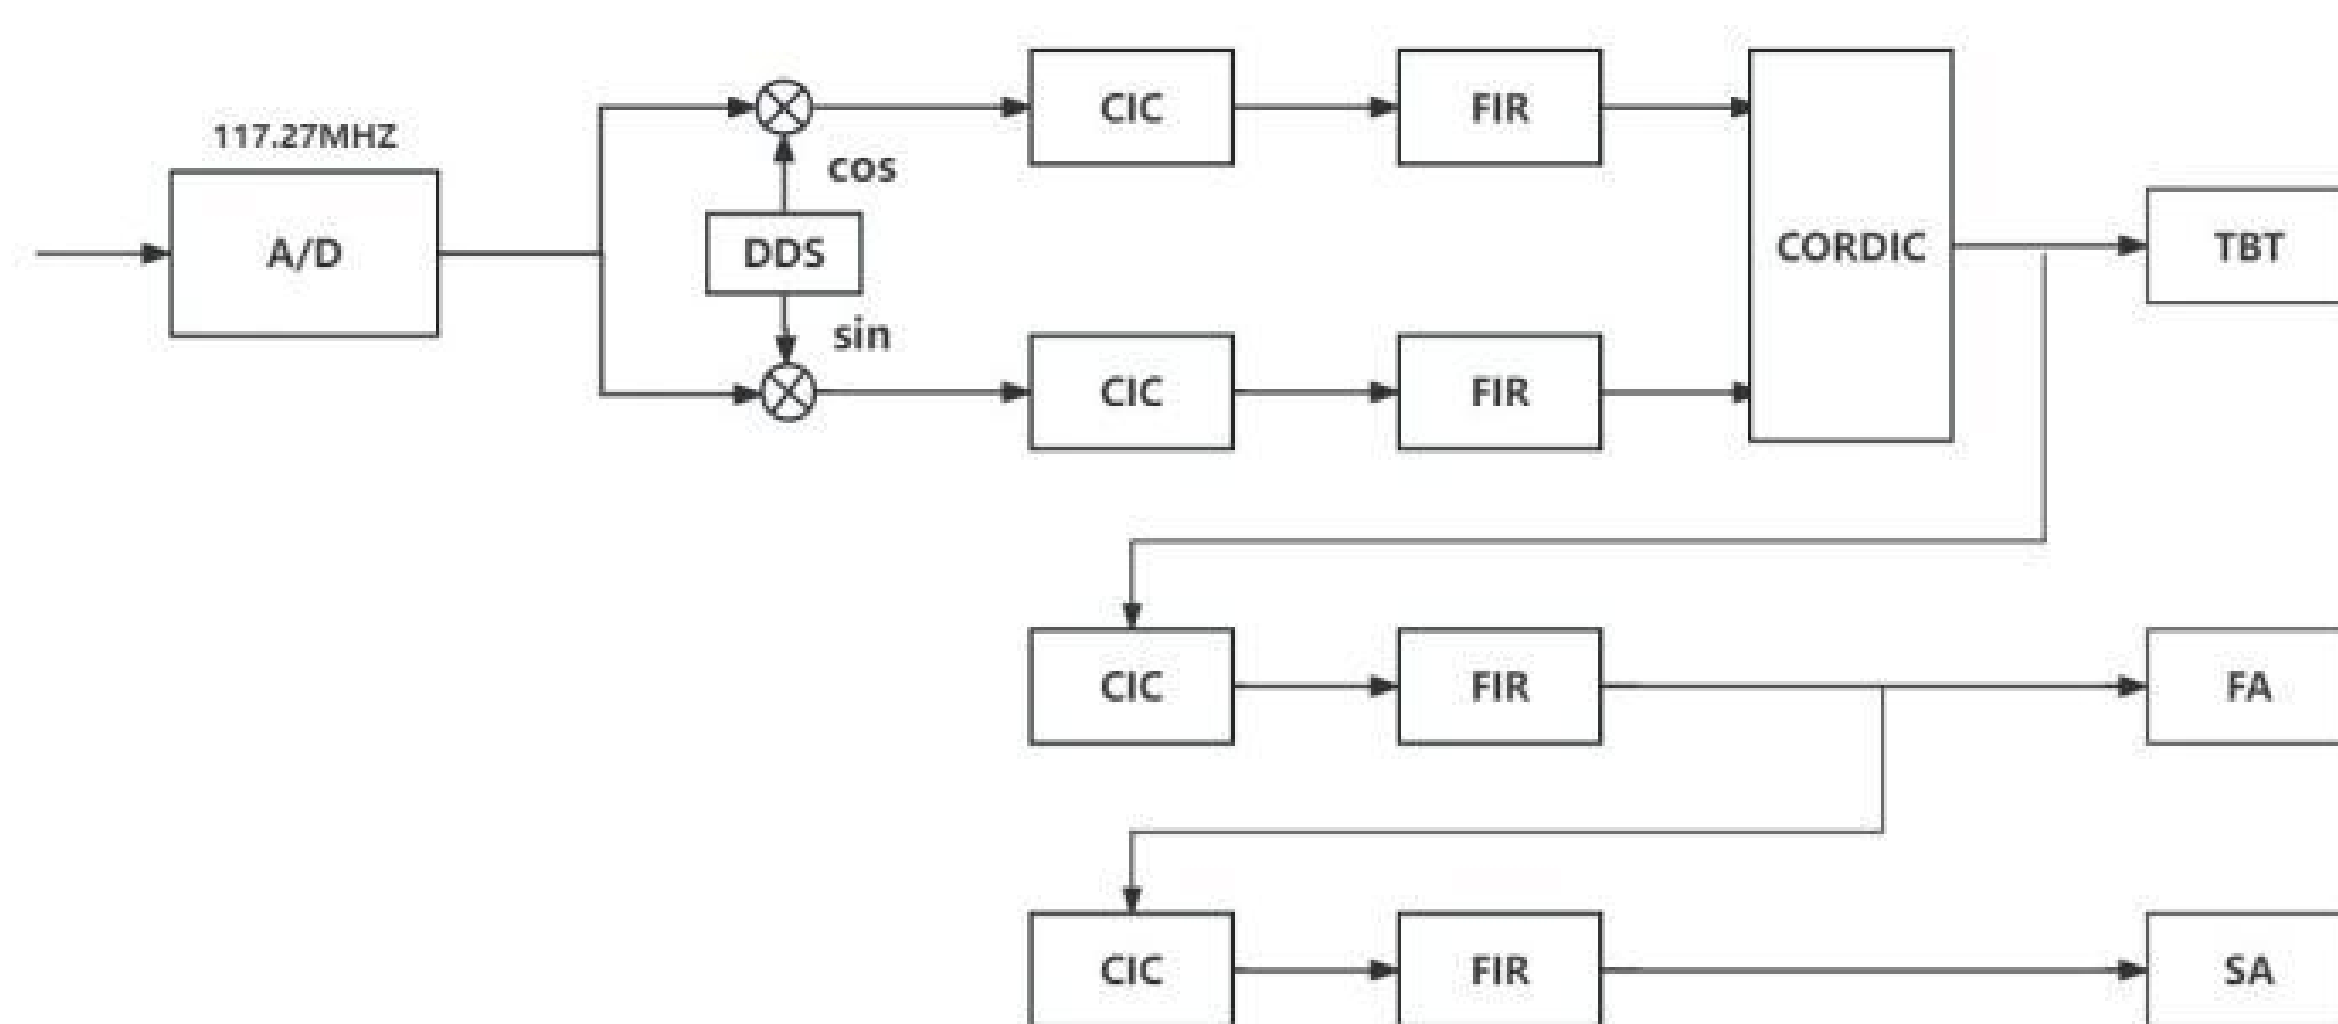 117.27MHZ
A/D
cos
DDS
sin
CIC
FIR
CIC
FIR
CORDIC
TBT
CIC
FIR
FA
CIC
FIR
SA